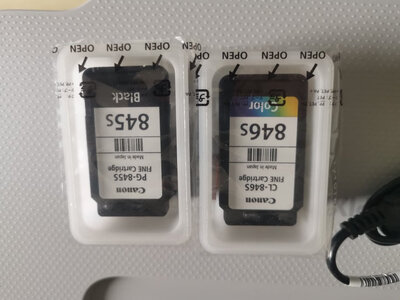 OPEN OPEN OPEN
Black
845s
Made in Japan
FINE Cartridge
PG-845S
Canon
OPEN OPEN OPEN
Color
846s
Made in Japan
FINE Cartridge
CL-846S
Canon